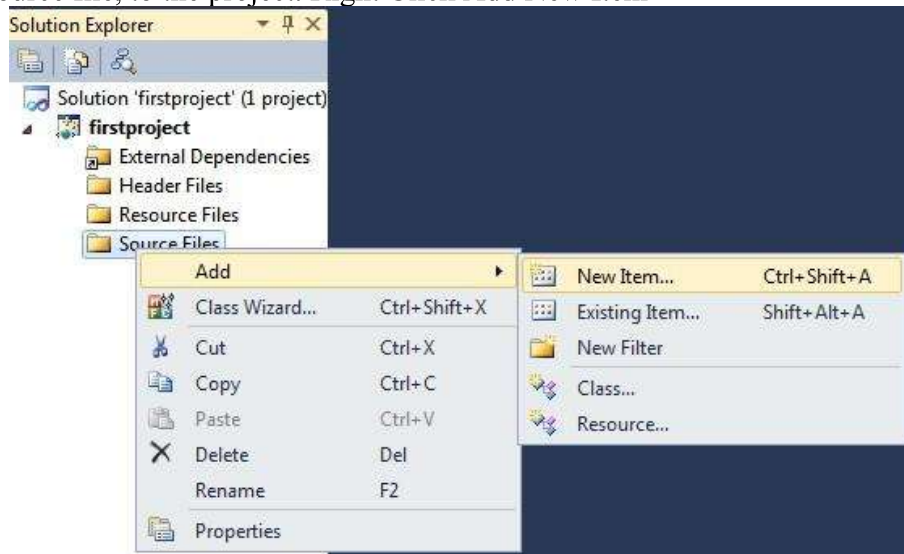 Solution Explorer
Solution 'firstproject' (1 project)
firstproject
External Dependencies
Header Files
Resource Files
Source Files
Add
Class Wizard... Ctrl+Shift+X
Cut Ctrl+X
Copy Ctrl+C
Paste Ctrl+V
Delete Del
Rename F2
Properties
New Item... Ctrl+Shift+A
Existing Item... Shift+Alt+A
New Filter
Class...
Resource...